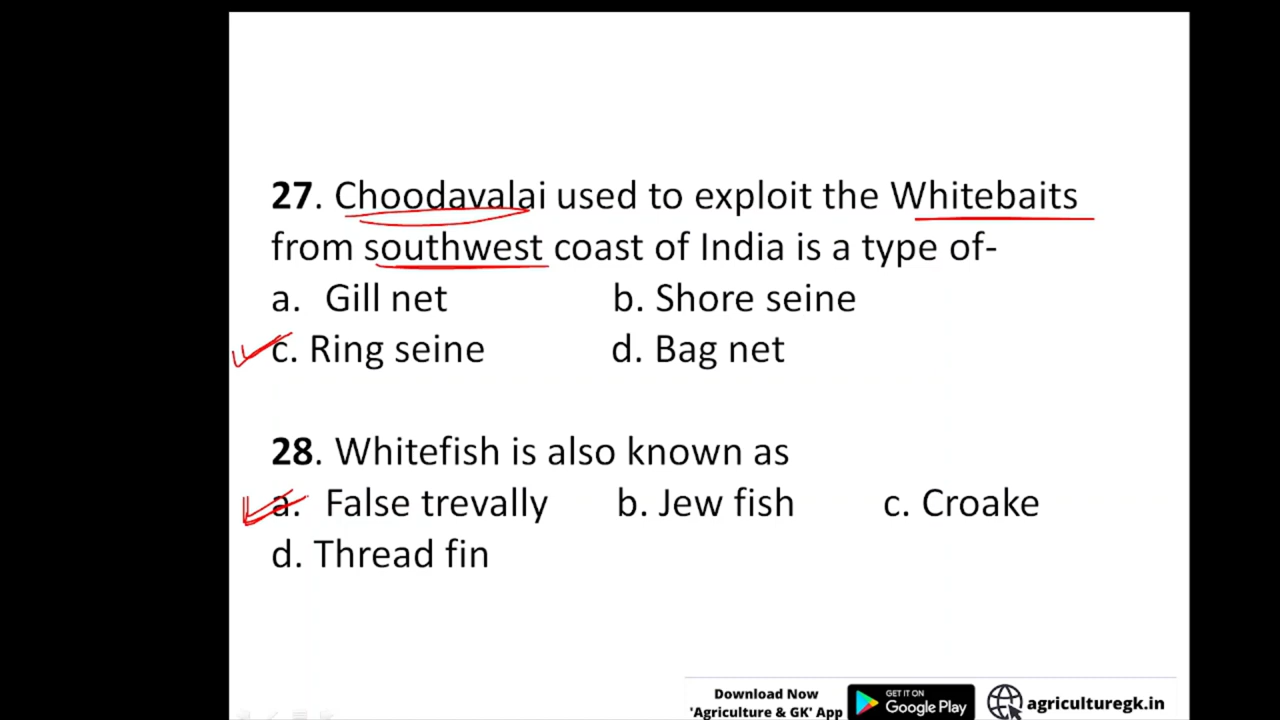 27. Choodavalai used to exploit the Whitebaits
from southwest coast of India is a type of-
a. Gill net b. Shore seine
c. Ring seine d. Bag net
28. Whitefish is also known as
a. False trevally b. Jew fish c. Croake
d. Thread fin
Download Now
'Agriculture & GK' App
GET IT ON
Google Play
agriculturegk.in